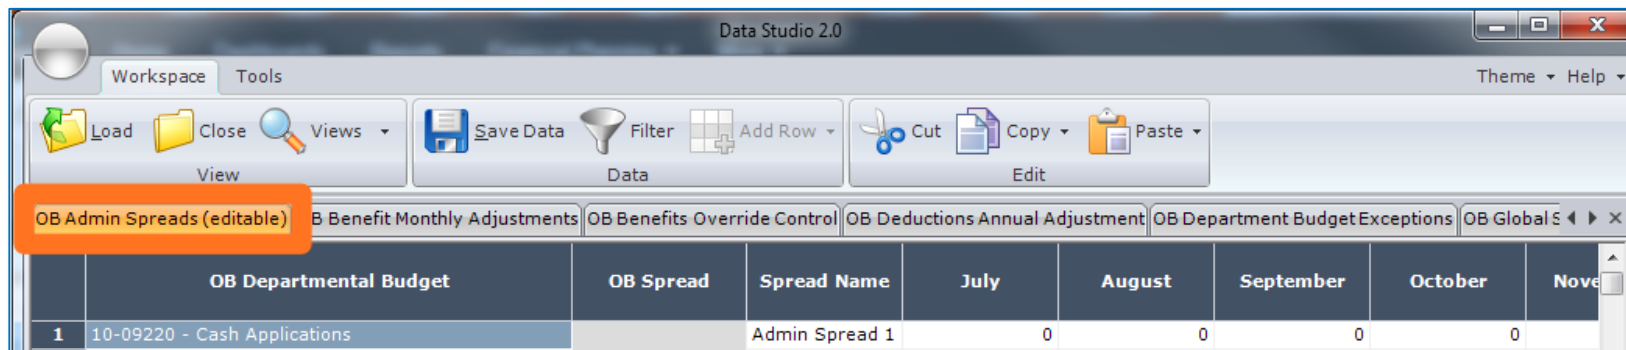 Data Studio 2.0
Workspace Tools Theme Help
Load Close Views Save Data Filter Add Row Cut Copy Paste
View Data Edit
OB Admin Spreads (editable) B Benefit Monthly Adjustments OB Benefits Override Control OB Deductions Annual Adjustment OB Department Budget Exceptions OB Global S
OB Departmental Budget OB Spread Spread Name July August September October Nove
1 10-09220 - Cash Applications Admin Spread 1 0 0 0 0